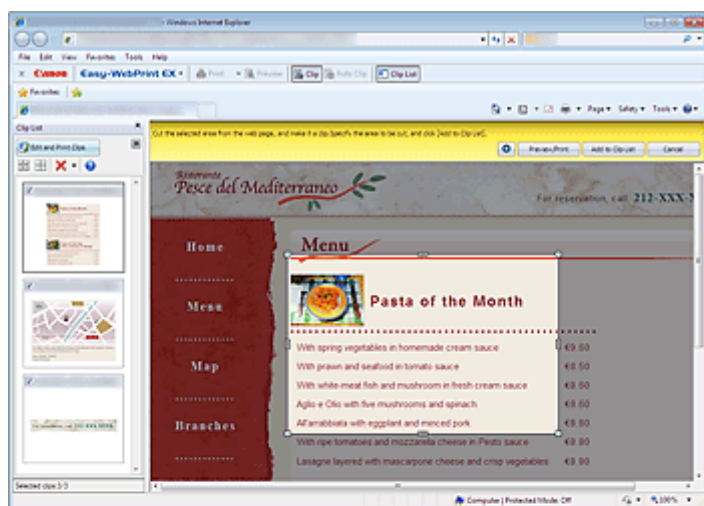 Windows Internet Explorer
File Edit View Favorites Tools Help
x Canon Easy-WebPrint EX Print Preview Clip Auto Clip Clip List
Favorites
Page Safety Tools
Clip List
Edit and Print Clips
Cut the selected area from the web page, and make it a clip. Specify the area to be cut, and click [Add to Clip List].
Preview/Print Add to Clip List Cancel
Ristorante
Pesce del Mediterraneo
For reservation, call 212-XXX-X
Home
Menu
Map
Branches
Menu
Pasta of the Month
With spring vegetables in homemade cream sauce €9.60
With prawn and seafood in tomato sauce €8.50
With white-meat fish and mushroom in fresh cream sauce €8.60
Aglio e Olio with five mushrooms and spinach €8.60
All'arrabbiata with eggplant and minced pork €8.80
With ripe tomatoes and mozzarella cheese in Pesto sauce €8.90
Lasagne layered with mascarpone cheese and crisp vegetables €8.90
Selected clips:3/3
Computer | Protected Mode: Off
100%